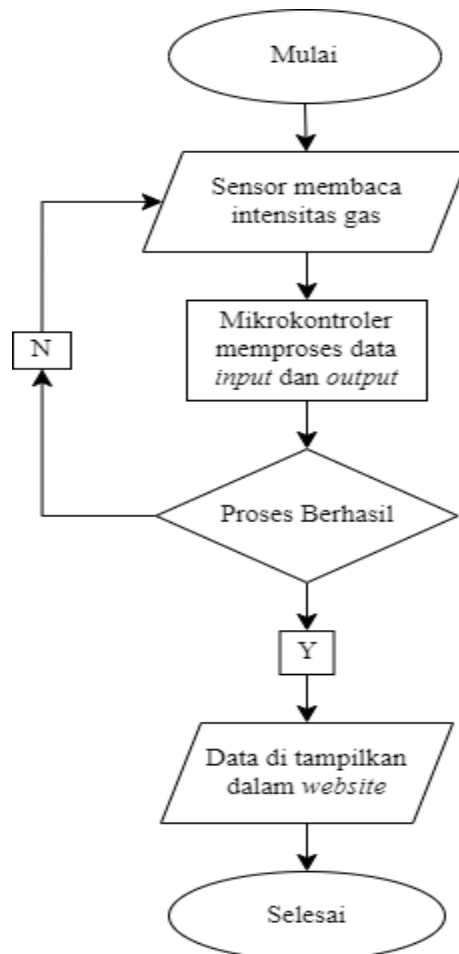 Mulai
Sensor membaca
intensitas gas
Mikrokontroler
memproses data
input dan output
N
Proses Berhasil
Y
Data di tampilkan
dalam website
Selesai